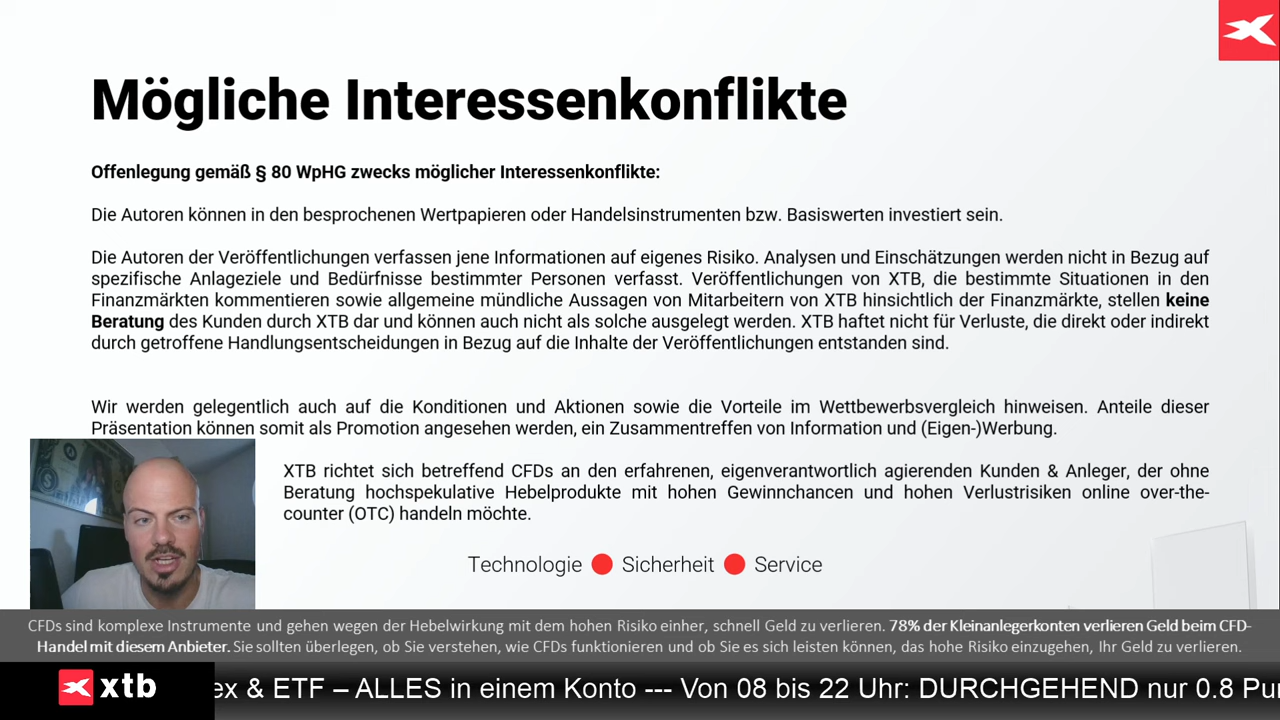 Mögliche Interessenkonflikte
Offenlegung gemäß § 80 WpHG zwecks möglicher Interessenkonflikte:
Die Autoren können in den besprochenen Wertpapieren oder Handelsinstrumenten bzw. Basiswerten investiert sein.
Die Autoren der Veröffentlichungen verfassen jene Informationen auf eigenes Risiko. Analysen und Einschätzungen werden nicht in Bezug auf
spezifische Anlageziele und Bedürfnisse bestimmter Personen verfasst. Veröffentlichungen von XTB, die bestimmte Situationen in den
Finanzmärkten kommentieren sowie allgemeine mündliche Aussagen von Mitarbeitern von XTB hinsichtlich der Finanzmärkte, stellen keine
Beratung des Kunden durch XTB dar und können auch nicht als solche ausgelegt werden. XTB haftet nicht für Verluste, die direkt oder indirekt
durch getroffene Handlungsentscheidungen in Bezug auf die Inhalte der Veröffentlichungen entstanden sind.
Wir werden gelegentlich auch auf die Konditionen und Aktionen sowie die Vorteile im Wettbewerbsvergleich hinweisen. Anteile dieser
Präsentation können somit als Promotion angesehen werden, ein Zusammentreffen von Information und (Eigen-)Werbung.
XTB richtet sich betreffend CFDs an den erfahrenen, eigenverantwortlich agierenden Kunden & Anleger, der ohne
Beratung hochspekulative Hebelprodukte mit hohen Gewinnchancen und hohen Verlustrisiken online over-the-
counter (OTC) handeln möchte.
Technologie Sicherheit Service
CFDs sind komplexe Instrumente und gehen wegen der Hebelwirkung mit dem hohen Risiko einher, schnell Geld zu verlieren. 78% der Kleinanlegerkonten verlieren Geld beim CFD-
Handel mit diesem Anbieter. Sie sollten überlegen, ob Sie verstehen, wie CFDs funktionieren und ob Sie es sich leisten können, das hohe Risiko einzugehen, Ihr Geld zu verlieren.
xtb ex & ETF – ALLES in einem Konto --- Von 08 bis 22 Uhr: DURCHGEHEND nur 0.8 Pu